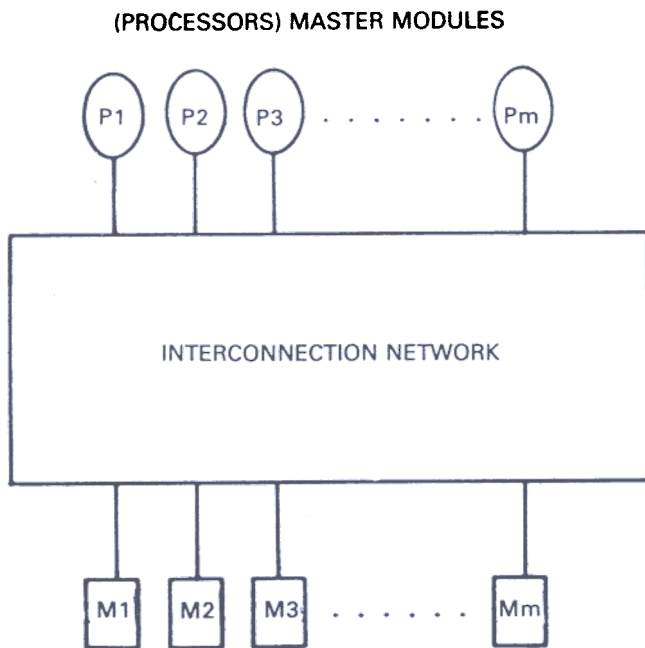 (PROCESSORS) MASTER MODULES
P1 P2 P3 . . . . . . . Pm
INTERCONNECTION NETWORK
M1 M2 M3 . . . . . . Mm